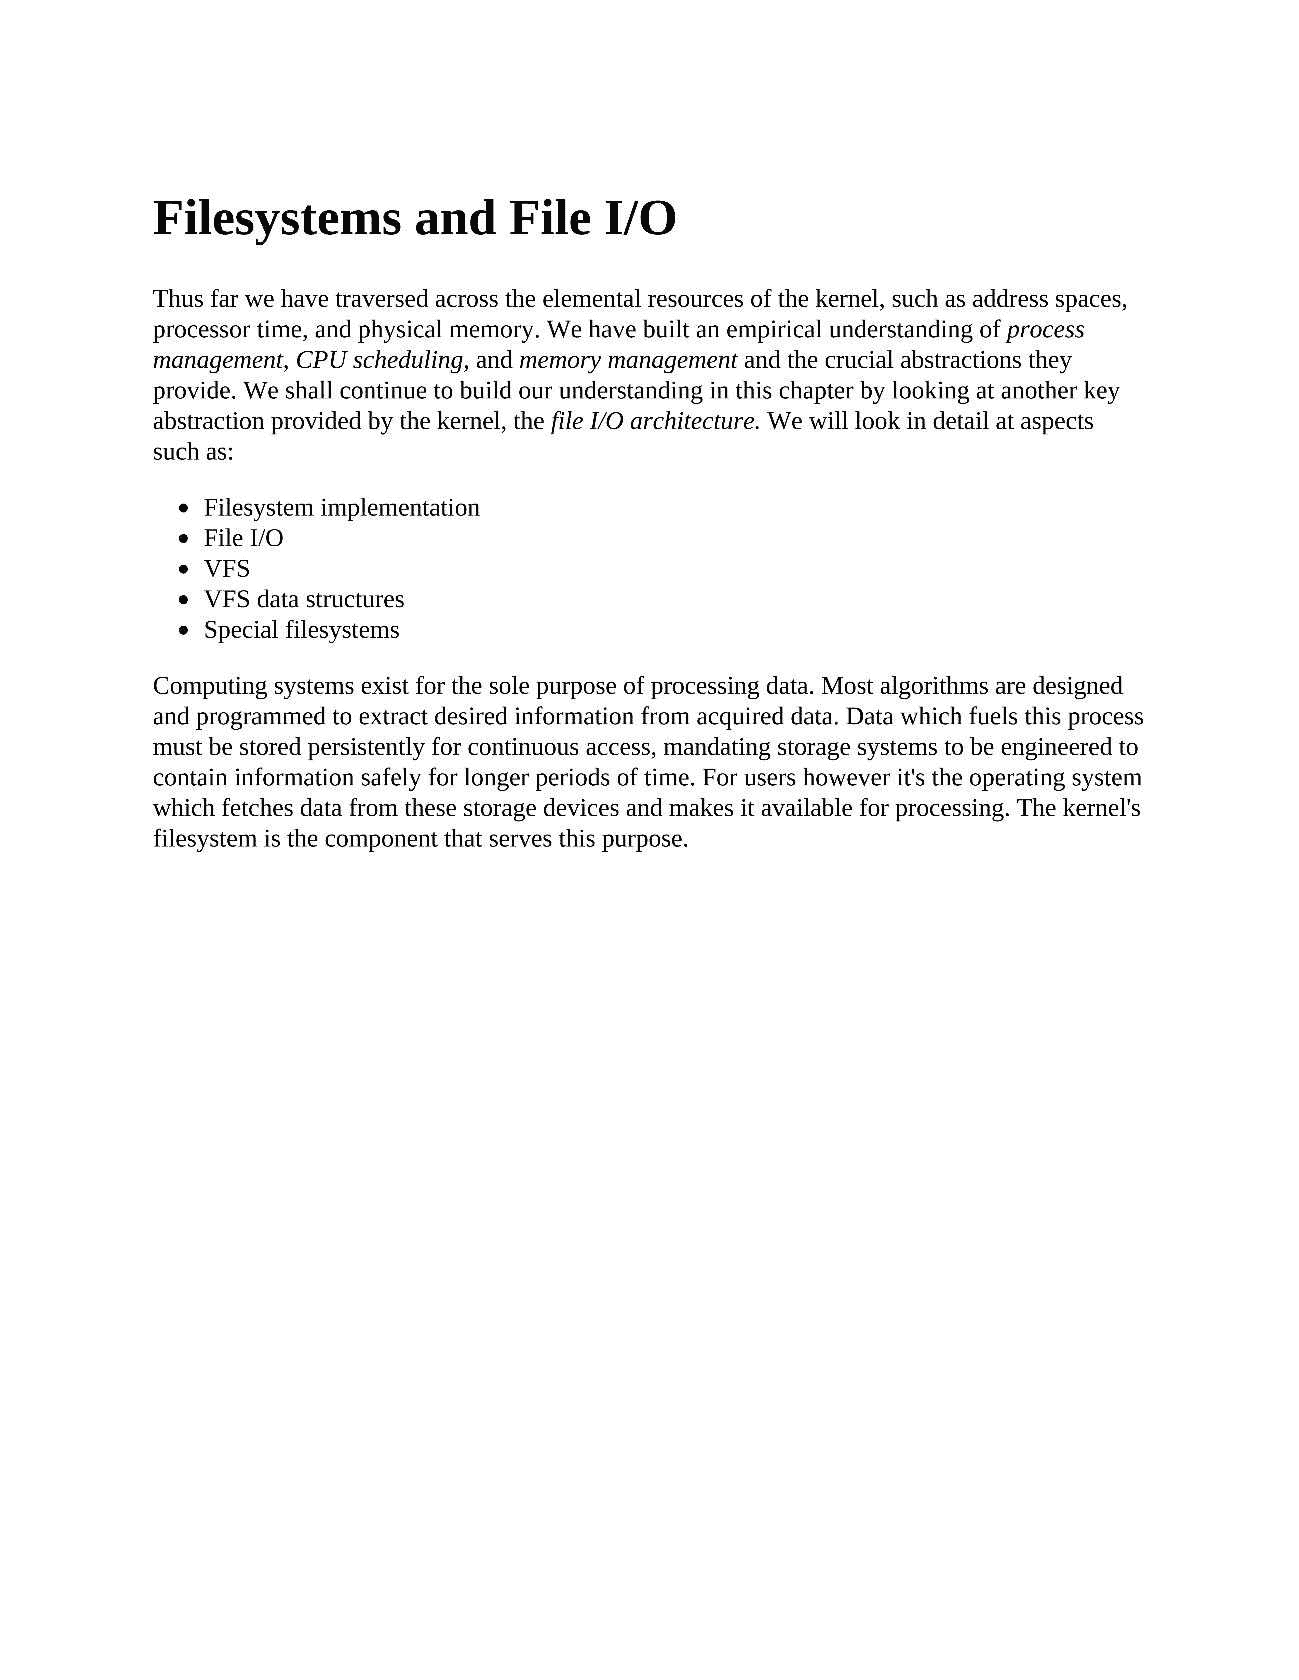 Filesystems and File I/O
Thus far we have traversed across the elemental resources of the kernel, such as address spaces,
processor time, and physical memory. We have built an empirical understanding of process
management, CPU scheduling, and memory management and the crucial abstractions they
provide. We shall continue to build our understanding in this chapter by looking at another key
abstraction provided by the kernel, the file I/O architecture. We will look in detail at aspects
such as:
• Filesystem implementation
• File I/O
• VFS
• VFS data structures
• Special filesystems
Computing systems exist for the sole purpose of processing data. Most algorithms are designed
and programmed to extract desired information from acquired data. Data which fuels this process
must be stored persistently for continuous access, mandating storage systems to be engineered to
contain information safely for longer periods of time. For users however it's the operating system
which fetches data from these storage devices and makes it available for processing. The kernel's
filesystem is the component that serves this purpose.